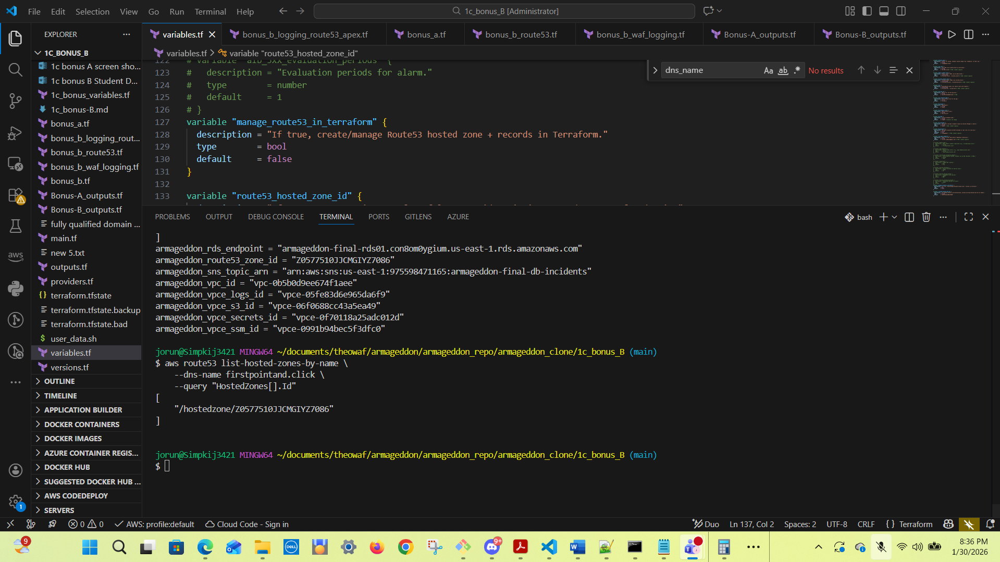 File Edit Selection View Go Run Terminal Help
1c_bonus_B [Administrator]
EXPLORER
variables.tf
bonus_b_logging_route53_apex.tf
bonus_a.tf
bonus_b_route53.tf
bonus_b_waf_logging.tf
Bonus-A_outputs.tf
Bonus-B_outputs.tf
variables.tf > variable "route53_hosted_zone_id"
1C_BONUS_B
1c bonus A screen sho...
1c bonus B Student D...
1c_bonus_variables.tf
1c_bonus-B.md
bonus_a.tf
bonus_b_logging_rout...
bonus_b_route53.tf
bonus_b_waf_logging.tf
bonus_b.tf
Bonus-A_outputs.tf
Bonus-B_outputs.tf
fully qualified domain ...
main.tf
new 5.txt
outputs.tf
providers.tf
terraform.tfstate
terraform.tfstate.backup
terraform.tfstate.bad
user_data.sh
variables.tf
versions.tf
OUTLINE
TIMELINE
APPLICATION BUILDER
DOCKER CONTAINERS
DOCKER IMAGES
AZURE CONTAINER REGIS...
DOCKER HUB
SUGGESTED DOCKER HUB ...
AWS CODEDEPLOY
SERVERS
aws
1
dns_name
Aa ab .*
No results
122 # variable "alb_5xx_evaluation_periods" {
123 #   description = "Evaluation periods for alarm."
124 #   type        = number
125 #   default     = 1
126 # }
127 variable "manage_route53_in_terraform" {
128   description = "If true, create/manage Route53 hosted zone + records in Terraform."
129   type        = bool
130   default     = false
131 }
132
133 variable "route53_hosted_zone_id" {
PROBLEMS OUTPUT DEBUG CONSOLE TERMINAL PORTS GITLENS AZURE
bash
]
armageddon_rds_endpoint = "armageddon-final-rds01.con8om0ygium.us-east-1.rds.amazonaws.com"
armageddon_route53_zone_id = "Z0577510JJCMGIYZ7086"
armageddon_sns_topic_arn = "arn:aws:sns:us-east-1:975598471165:armageddon-final-db-incidents"
armageddon_vpc_id = "vpc-0b5b0d9ee674f1aee"
armageddon_vpce_logs_id = "vpce-05fe83d6e965da6f9"
armageddon_vpce_s3_id = "vpce-06f0688cc43a5ea49"
armageddon_vpce_secrets_id = "vpce-0f70118a25adc012d"
armageddon_vpce_ssm_id = "vpce-0991b94bec5f3dfc0"
jorun@Simpkij3421 MINGW64 ~/documents/theowaf/armageddon/armageddon_repo/armageddon_clone/1c_bonus_B (main)
$ aws route53 list-hosted-zones-by-name \
    --dns-name firstpointand.click \
    --query "HostedZones[].Id"
[
    "/hostedzone/Z0577510JJCMGIYZ7086"
]
jorun@Simpkij3421 MINGW64 ~/documents/theowaf/armageddon/armageddon_repo/armageddon_clone/1c_bonus_B (main)
$
0 0 AWS: profile:default Cloud Code - Sign in
Duo Ln 137, Col 2 Spaces: 2 UTF-8 CRLF { } Terraform
9
DELL
9+
8:36 PM
1/30/2026